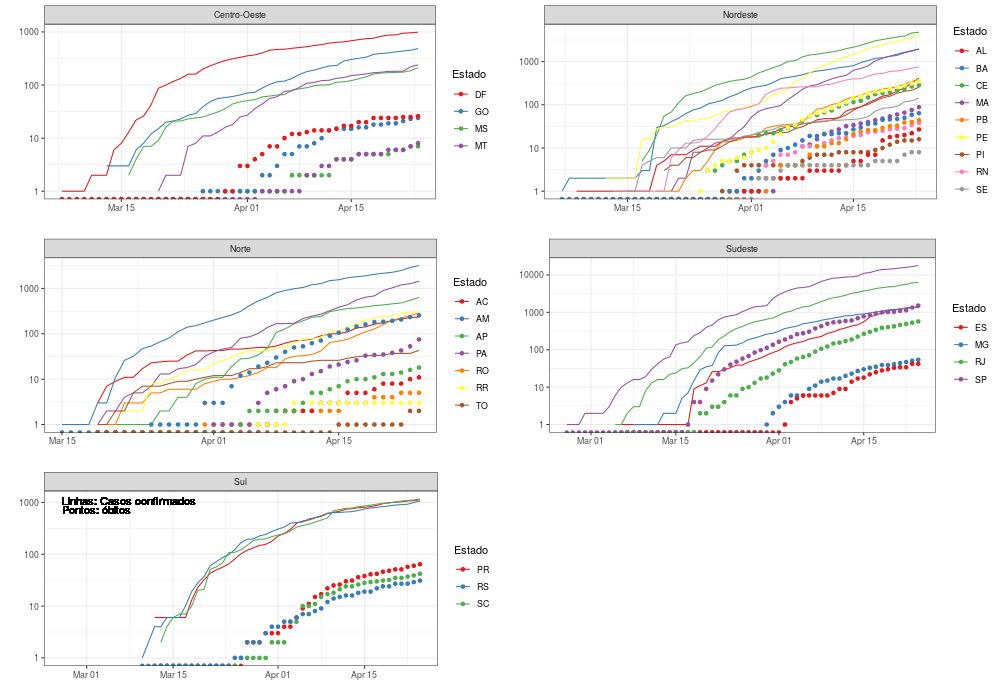 Centro-Oeste
1000
100
10
1
Mar 15
Apr 01
Apr 15
Estado
DF
GO
MS
MT
Nordeste
1000
100
10
1
Mar 15
Apr 01
Apr 15
Estado
AL
BA
CE
MA
PB
PE
PI
RN
SE
Norte
1000
100
10
1
Mar 15
Apr 01
Apr 15
Estado
AC
AM
AP
PA
RO
RR
TO
Sudeste
10000
1000
100
10
1
Mar 01
Mar 15
Apr 01
Apr 15
Estado
ES
MG
RJ
SP
Sul
Linhas: Casos confirmados
Pontos: óbitos
1000
100
10
1
Mar 01
Mar 15
Apr 01
Apr 15
Estado
PR
RS
SC